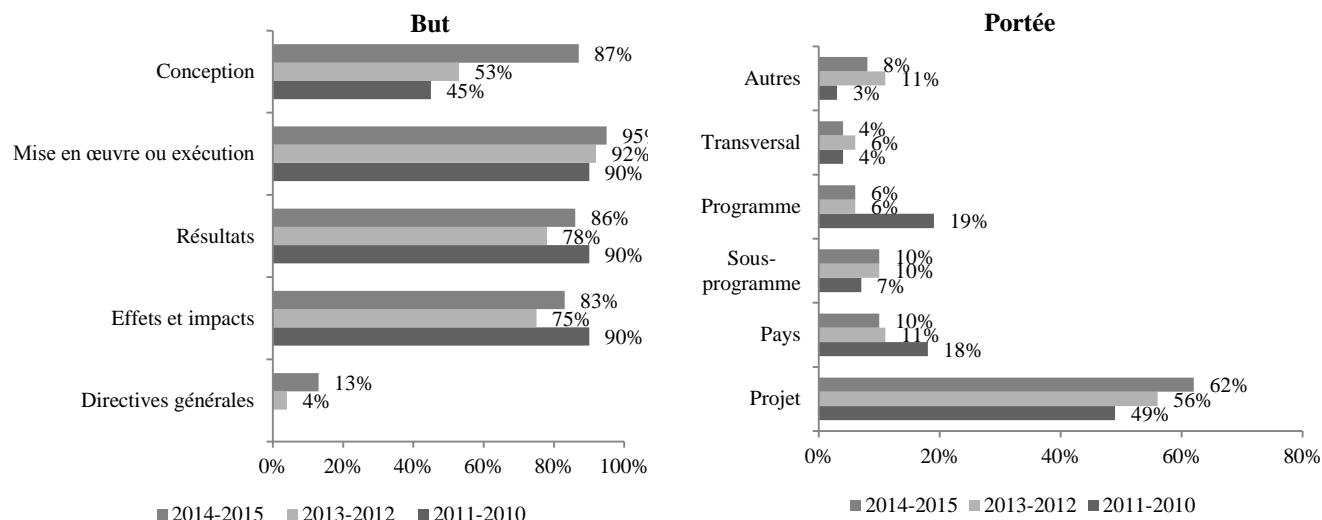 But
Conception
87%
53%
45%
Mise en œuvre ou exécution
95%
92%
90%
Résultats
86%
78%
90%
Effets et impacts
83%
75%
90%
Directives générales
13%
4%
0% 20% 40% 60% 80% 100%
2014-2015 2013-2012 2011-2010
Portée
Autres
8%
11%
3%
Transversal
4%
6%
4%
Programme
6%
6%
19%
Sous-
programme
10%
10%
7%
Pays
10%
11%
18%
Projet
62%
56%
49%
0% 20% 40% 60% 80%
2014-2015 2013-2012 2011-2010